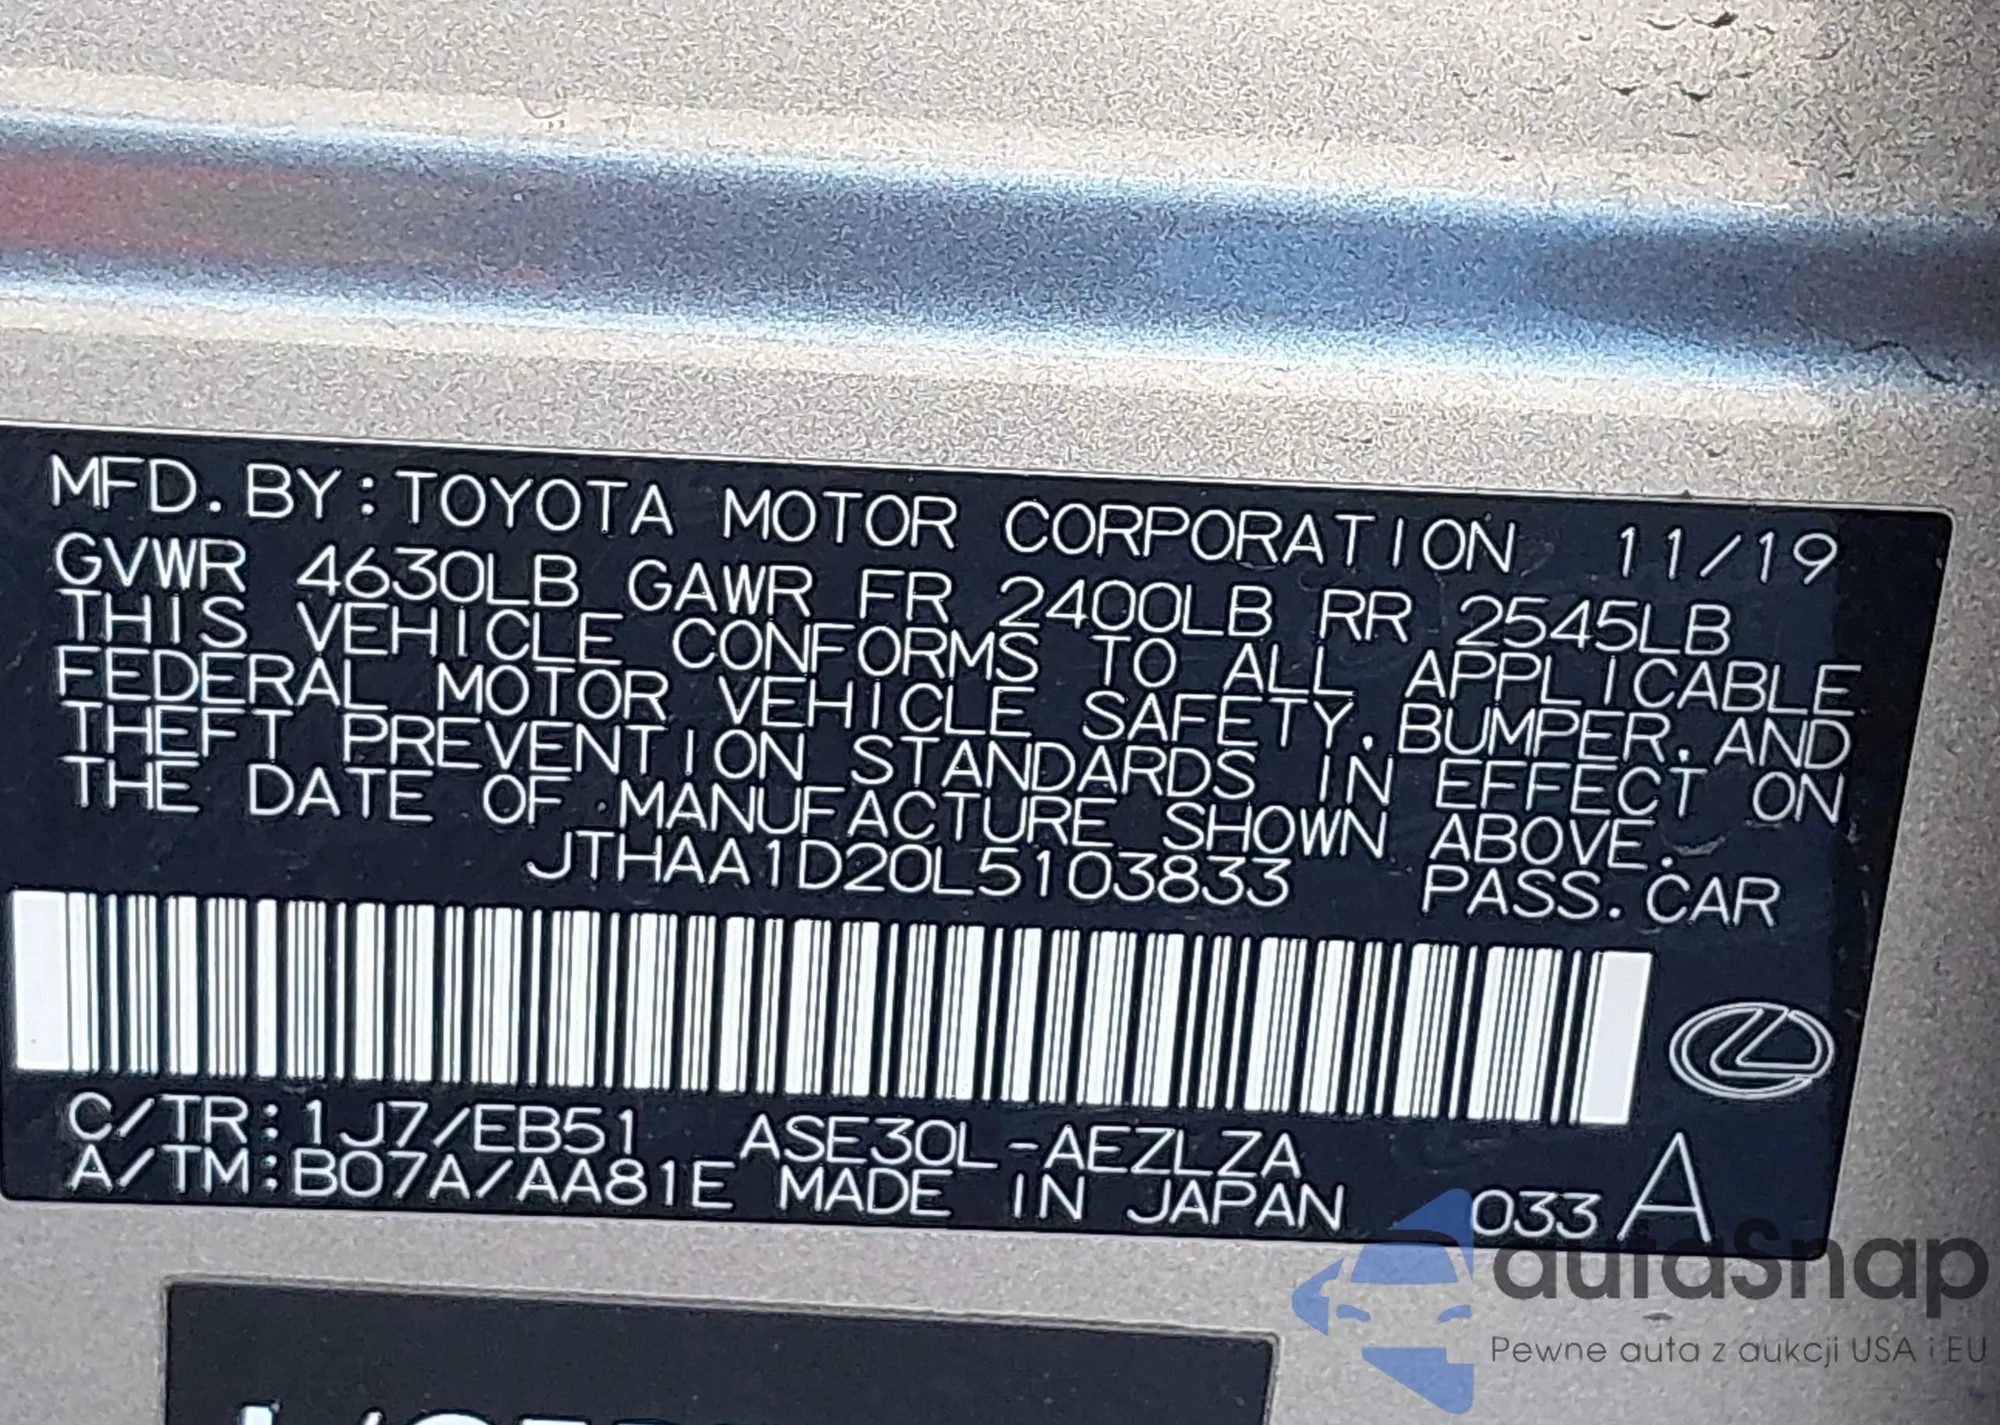 MFD. BY: TOYOTA MOTOR CORPORATION 11/19
GVWR 4630LB GAWR FR 2400LB RR 2545LB
THIS VEHICLE CONFORMS TO ALL APPLICABLE
FEDERAL MOTOR VEHICLE SAFETY, BUMPER, AND
THEFT PREVENTION STANDARDS IN EFFECT ON
THE DATE OF MANUFACTURE SHOWN ABOVE.
JTHAA1D20L5103833 PASS. CAR
C/TR: 1J7/EB51 ASE30L-AEZLZA
A/TM: B07A/AA81E MADE IN JAPAN 033 A
autaSnap
Pewne auta z aukcji USA i EU